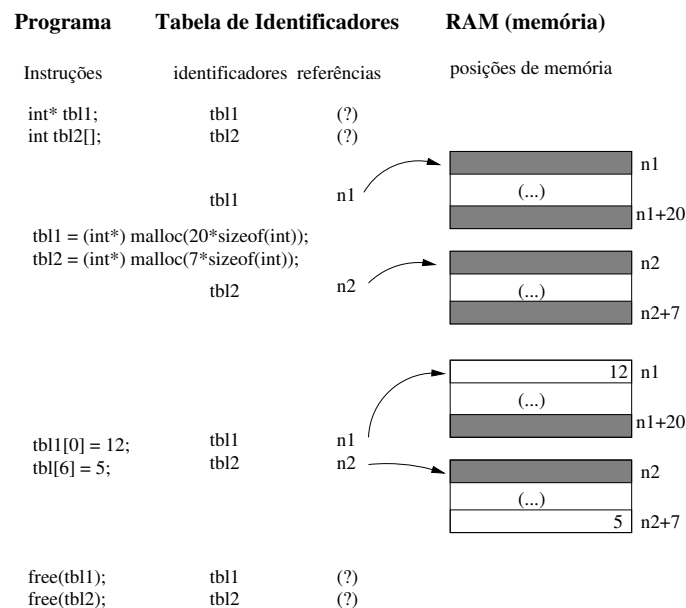 Programa Tabela de Identificadores RAM (memória)
Instruções identificadores referências posições de memória
int* tbl1; tbl1 (?)
int tbl2[]; tbl2 (?)
n1
tbl1 n1 (...)
n1+20
tbl1 = (int*) malloc(20*sizeof(int));
tbl2 = (int*) malloc(7*sizeof(int)); n2
tbl2 n2 (...)
n2+7
12 n1
(...)
n1+20
tbl1[0] = 12; tbl1 n1
tbl[6] = 5; tbl2 n2 n2
(...)
5 n2+7
free(tbl1); tbl1 (?)
free(tbl2); tbl2 (?)